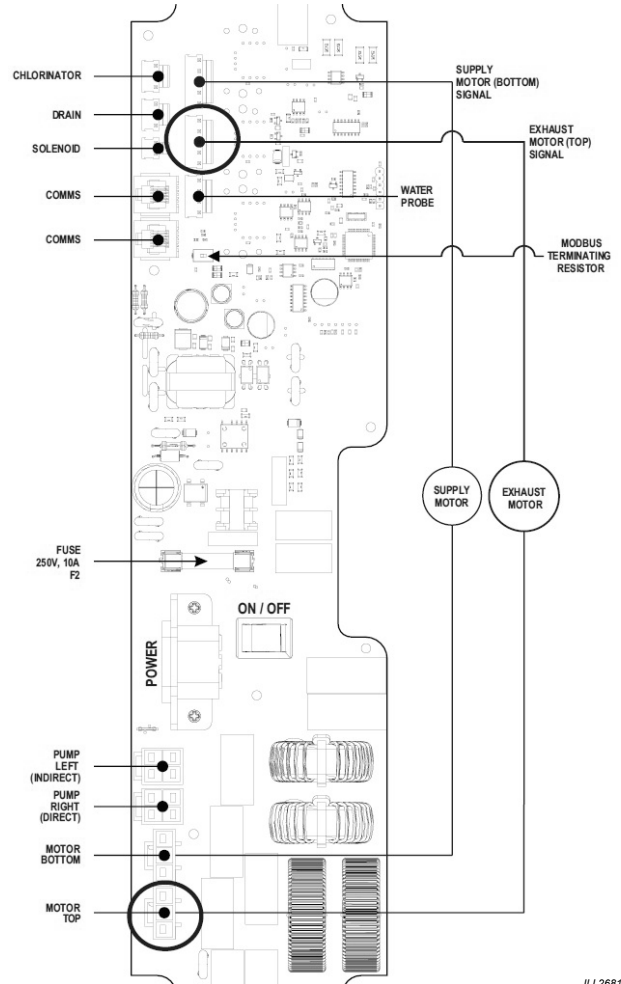 CHLORINATOR
DRAIN
SOLENOID
COMMS
COMMS
SUPPLY
MOTOR (BOTTOM)
SIGNAL
EXHAUST
MOTOR (TOP)
SIGNAL
WATER
PROBE
MODBUS
TERMINATING
RESISTOR
SUPPLY
MOTOR
EXHAUST
MOTOR
FUSE
250V, 10A
F2
ON / OFF
POWER
PUMP
LEFT
(INDIRECT)
PUMP
RIGHT
(DIRECT)
MOTOR
BOTTOM
MOTOR
TOP